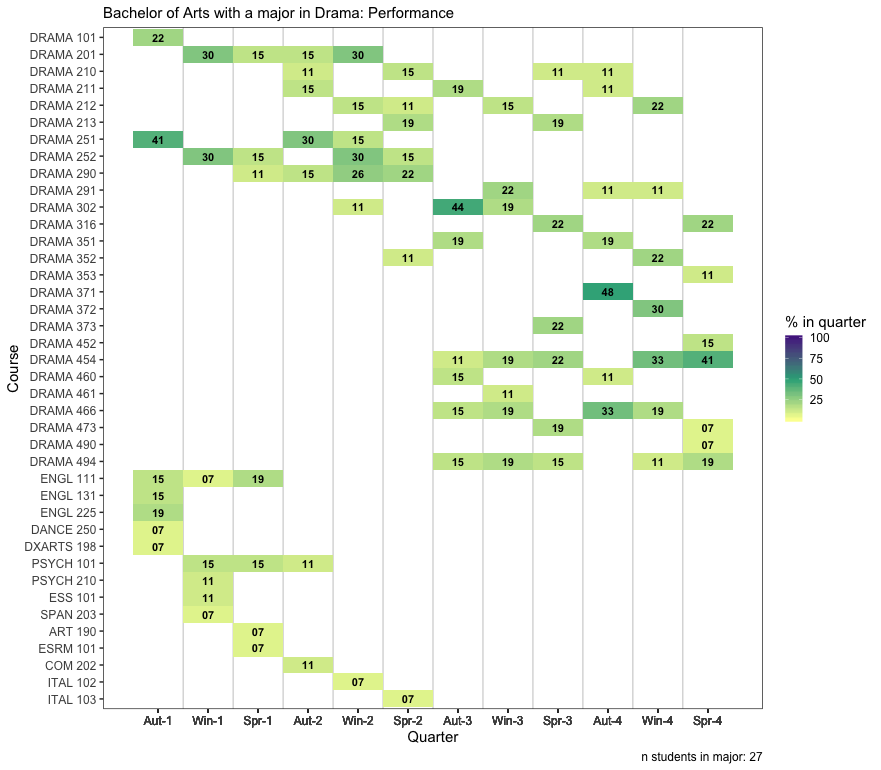 Bachelor of Arts with a major in Drama: Performance
DRAMA 101 22
DRAMA 201 30 15 15 30
DRAMA 210 11 15 11 11
DRAMA 211 15 19 11
DRAMA 212 15 11 15 22
DRAMA 213 19 19
DRAMA 251 41 30 15
DRAMA 252 30 15 30 15
DRAMA 290 11 15 26 22
DRAMA 291 22 11 11
DRAMA 302 11 44 19
DRAMA 316 22 22
DRAMA 351 19 19
DRAMA 352 11 22
DRAMA 353 11
DRAMA 371 48
DRAMA 372 30
DRAMA 373 22
DRAMA 452 15
DRAMA 454 11 19 22 33 41
DRAMA 460 15 11
DRAMA 461 11
DRAMA 466 15 19 33 19
DRAMA 473 19 07
DRAMA 490 07
DRAMA 494 15 19 15 11 19
ENGL 111 15 07 19
ENGL 131 15
ENGL 225 19
DANCE 250 07
DXARTS 198 07
PSYCH 101 15 15 11
PSYCH 210 11
ESS 101 11
SPAN 203 07
ART 190 07
ESRM 101 07
COM 202 11
ITAL 102 07
ITAL 103 07
Course
Aut-1 Win-1 Spr-1 Aut-2 Win-2 Spr-2 Aut-3 Win-3 Spr-3 Aut-4 Win-4 Spr-4
Quarter
% in quarter
100
75
50
25
n students in major: 27